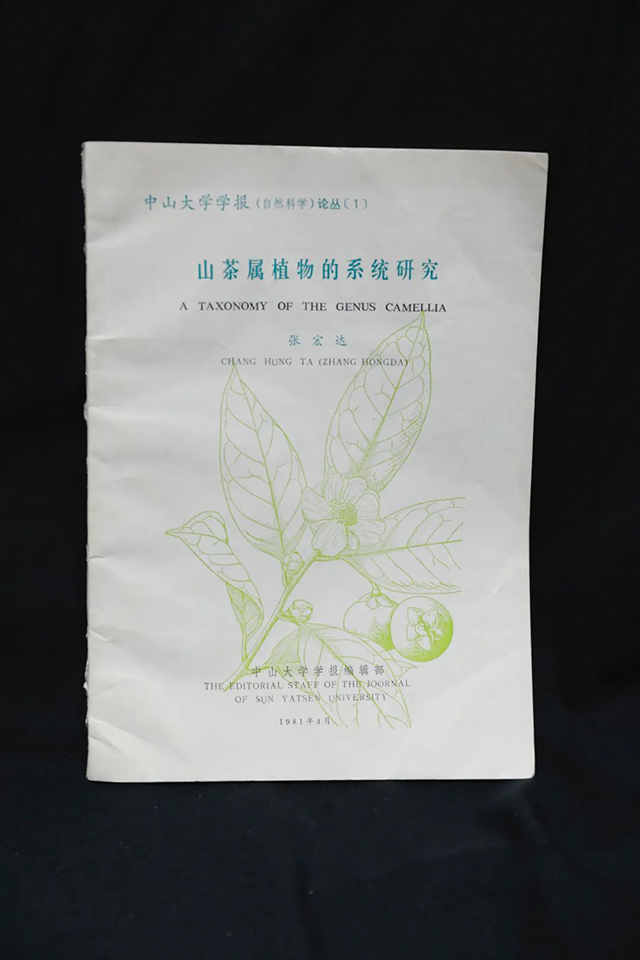 中山大学学报（自然科学）论丛〔1〕
山茶属植物的系统研究
A TAXONOMY OF THE GENUS CAMELLIA
张宏达
CHANG HUNG TA (ZHANG HONGDA)
中山大学学报编辑部
THE EDITORIAL STAFF OF THE JOORNAL
OF SUN YATSEN UNIVERSITY
1981年4月